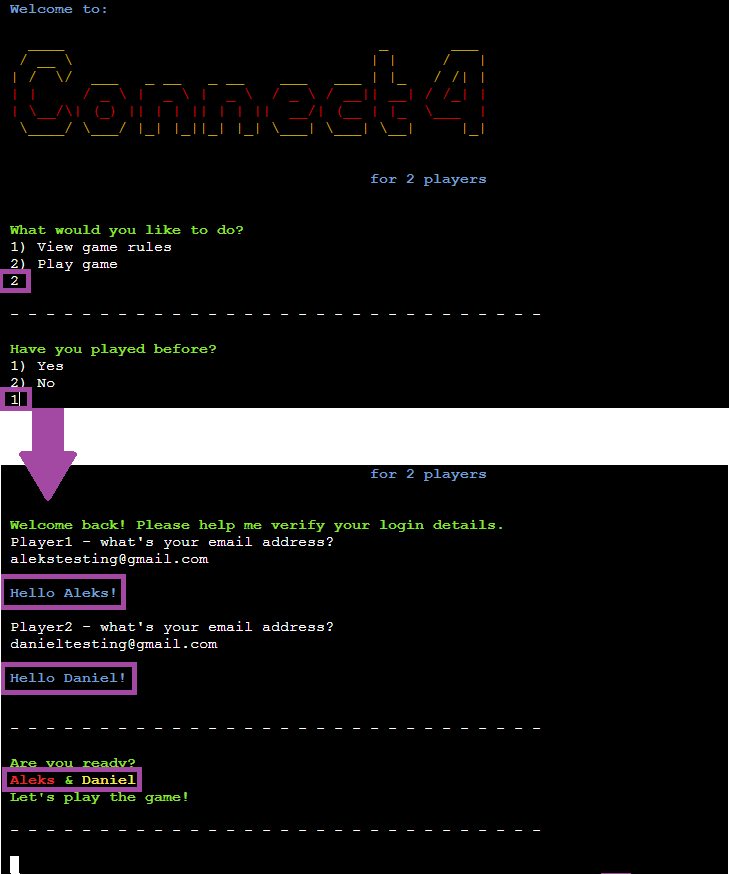 Welcome to:
Connect4
for 2 players
What would you like to do?
1) View game rules
2) Play game
2
Have you played before?
1) Yes
2) No
1
for 2 players
Welcome back! Please help me verify your login details.
Player1 - what's your email address?
alekstesting@gmail.com
Hello Aleks!
Player2 - what's your email address?
danieltesting@gmail.com
Hello Daniel!
Are you ready?
Aleks & Daniel
Let's play the game!